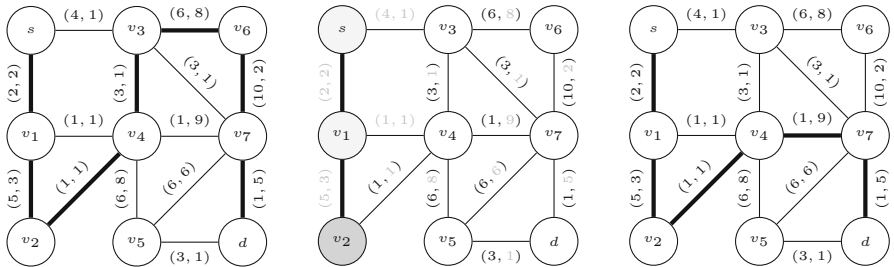 s (4, 1) v3 (6, 8) v6
(2, 2) (3, 1) (3, 1) (10, 2)
v1 (1, 1) v4 (1, 9) v7
(5, 3) (1, 1) (6, 8) (6, 6) (1, 5)
v2 v5 (3, 1) d
s (4, 1) v3 (6, 8) v6
(2, 2) (3, 1) (3, 1) (10, 2)
v1 (1, 1) v4 (1, 9) v7
(5, 3) (1, 1) (6, 8) (6, 6) (1, 5)
v2 v5 (3, 1) d
s (4, 1) v3 (6, 8) v6
(2, 2) (3, 1) (3, 1) (10, 2)
v1 (1, 1) v4 (1, 9) v7
(5, 3) (1, 1) (6, 8) (6, 6) (1, 5)
v2 v5 (3, 1) d